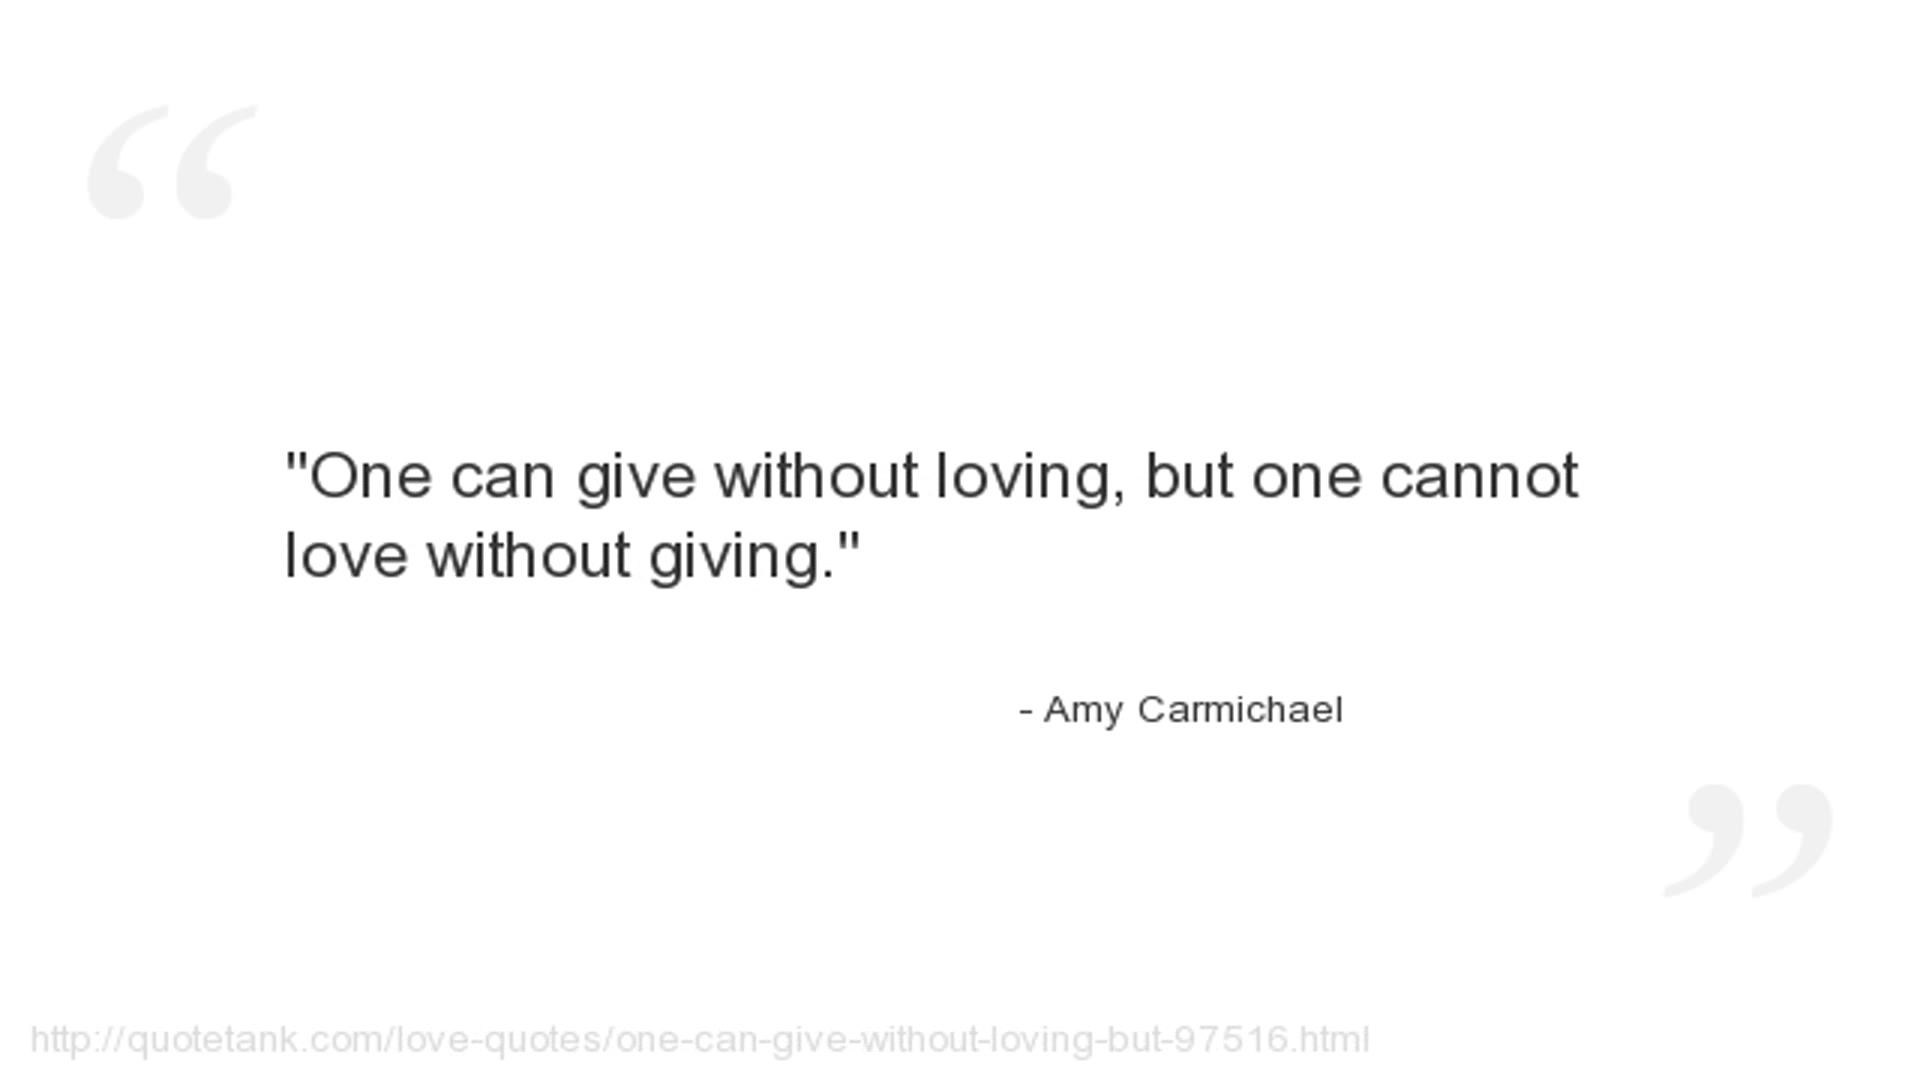 "One can give without loving, but one cannot
love without giving."
- Amy Carmichael
http://quotetank.com/love-quotes/one-can-give-without-loving-but-97516.html